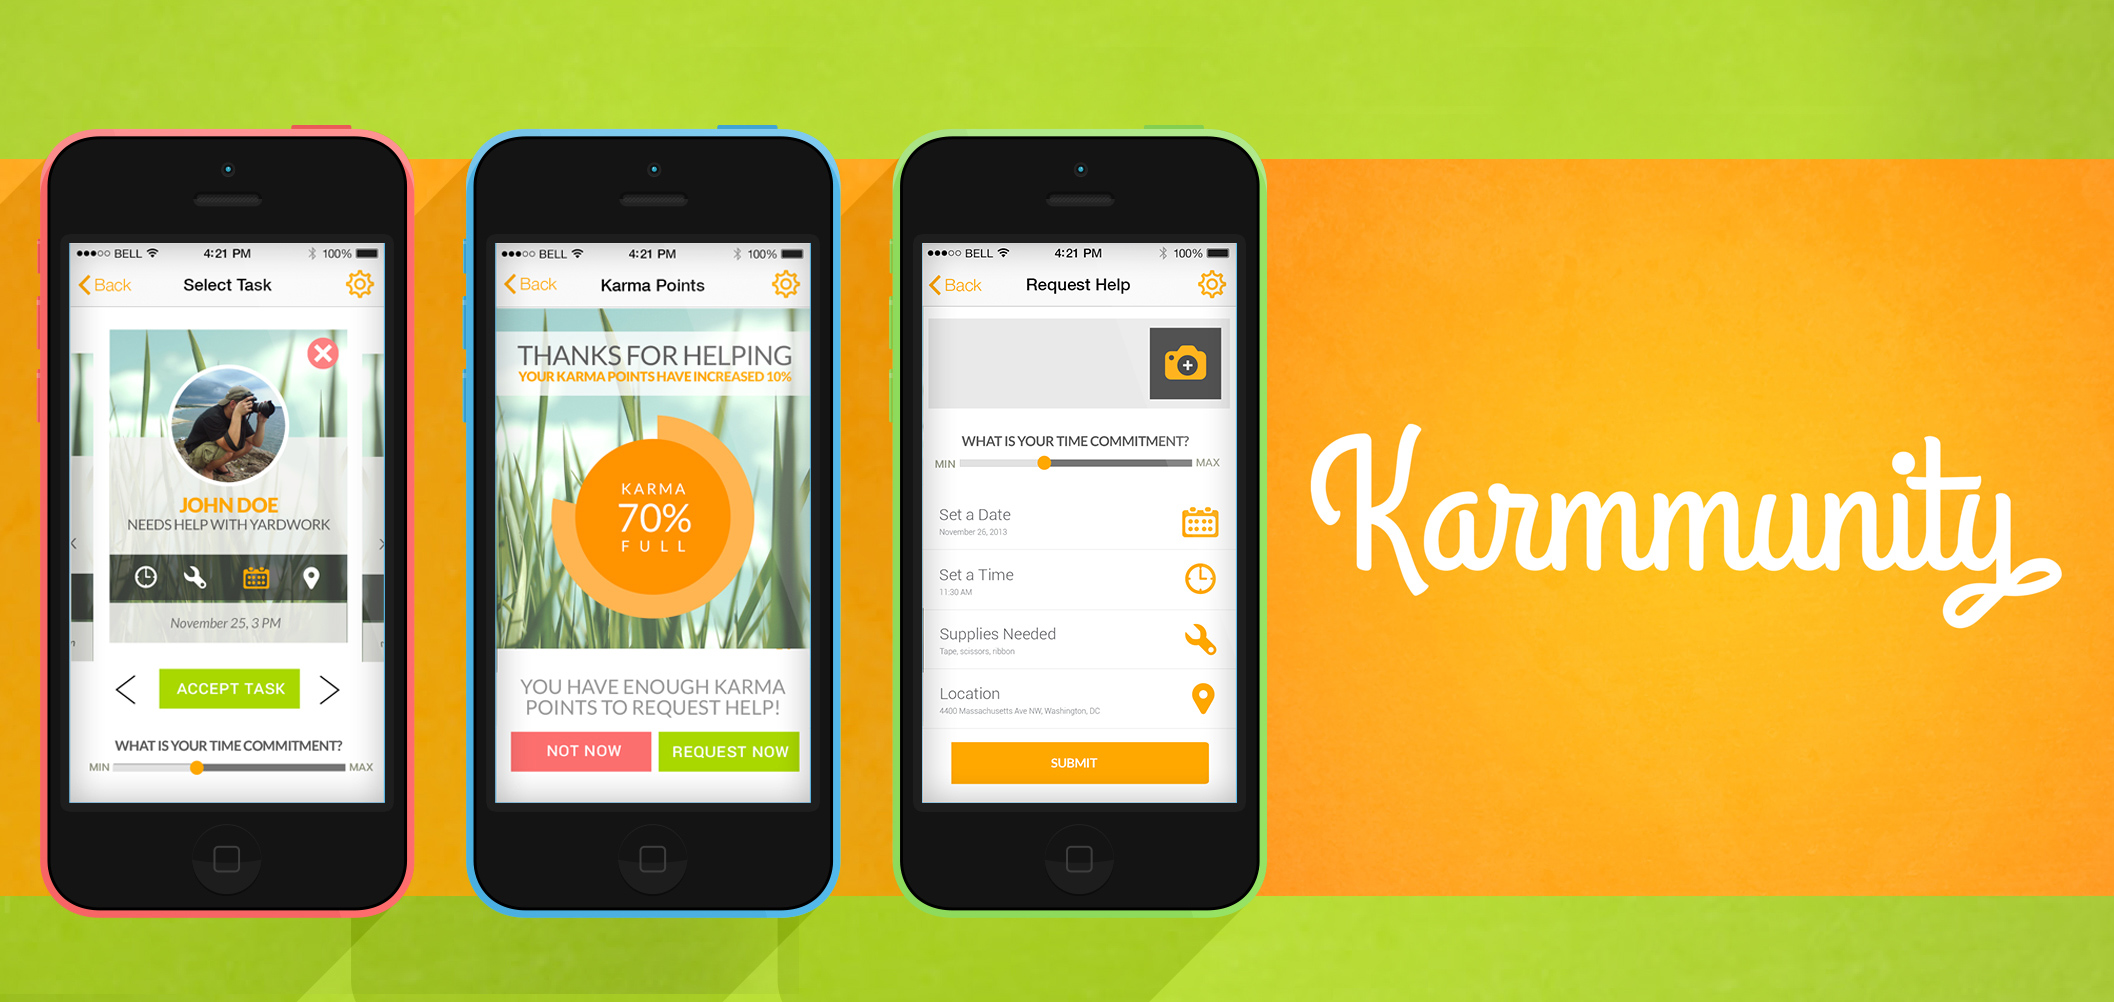 BELL
4:21 PM
100%
Back
Select Task
JOHN DOE
NEEDS HELP WITH YARDWORK
November 25, 3 PM
ACCEPT TASK
WHAT IS YOUR TIME COMMITMENT?
MIN
MAX
BELL
4:21 PM
100%
Back
Karma Points
THANKS FOR HELPING
YOUR KARMA POINTS HAVE INCREASED 10%
KARMA
70%
FULL
YOU HAVE ENOUGH KARMA
POINTS TO REQUEST HELP!
NOT NOW
REQUEST NOW
BELL
4:21 PM
100%
Back
Request Help
WHAT IS YOUR TIME COMMITMENT?
MIN
MAX
Set a Date
November 26, 2013
Set a Time
11:30 AM
Supplies Needed
Tape, scissors, ribbon
Location
4400 Massachusetts Ave NW, Washington, DC
SUBMIT
Karmmunity